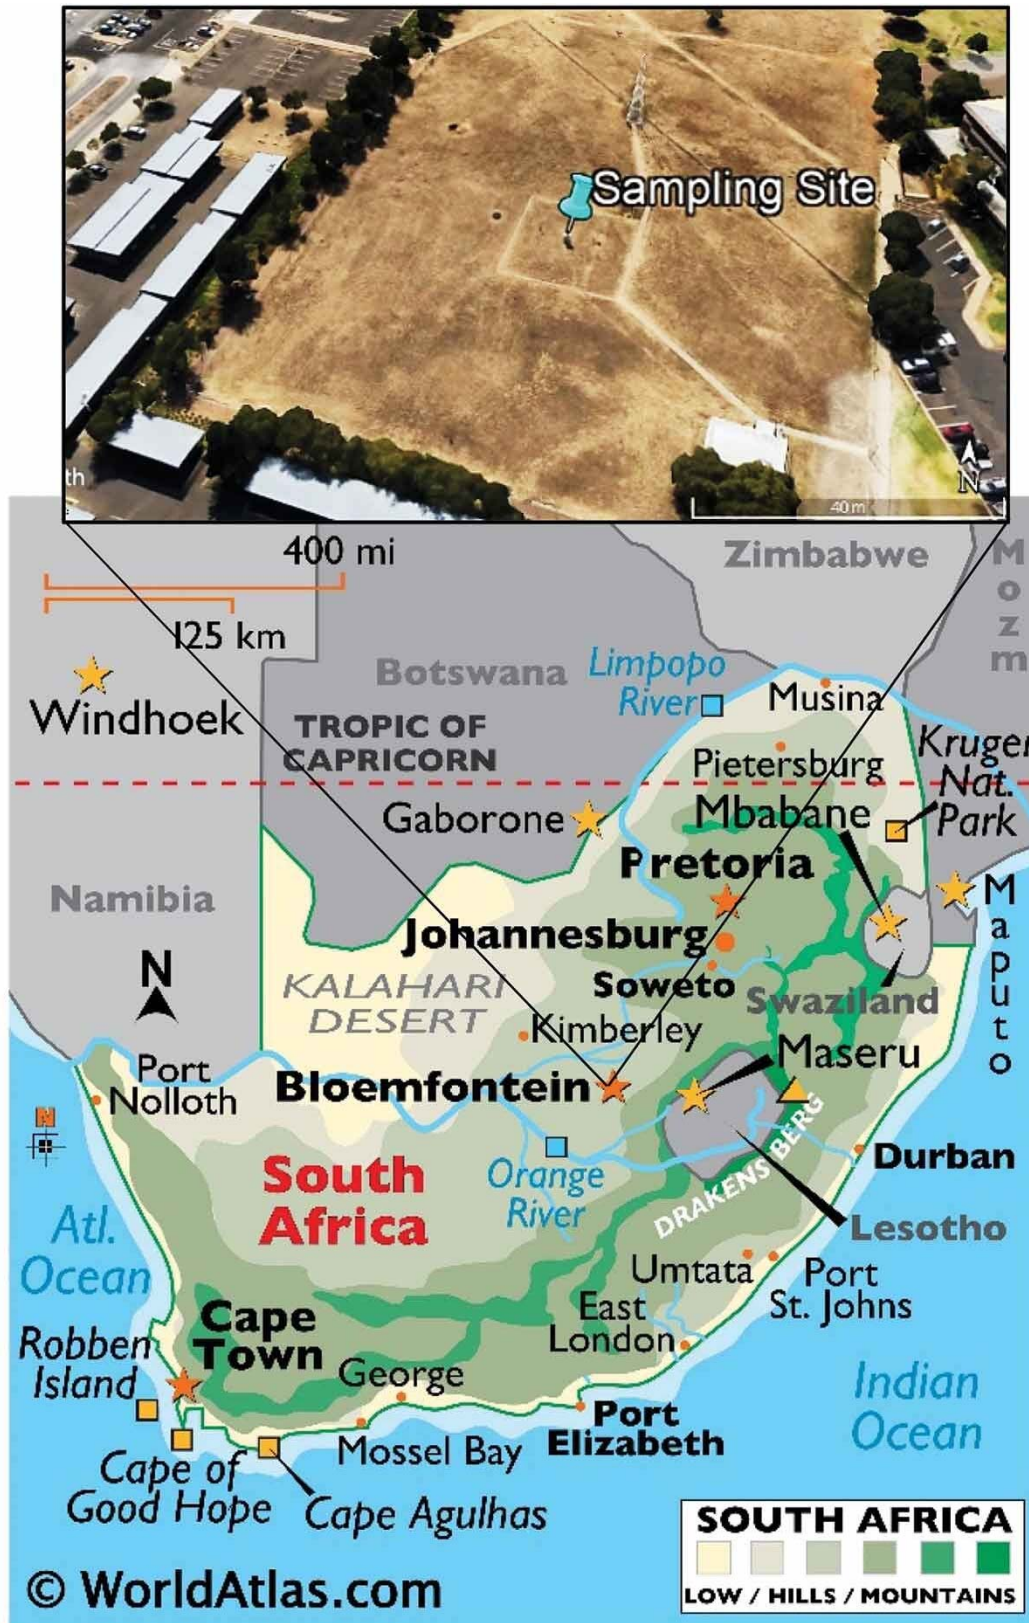 Sampling Site
th
N
40 m
400 mi
125 km
Zimbabwe
Mozm
Botswana
Limpopo
River
Musina
Windhoek
TROPIC OF
CAPRICORN
Pietersburg
Kruger
Nat.
Park
Mbabane
Gaborone
Pretoria
Namibia
Maputo
Johannesburg
N
KALAHARI
DESERT
Soweto
Swaziland
Kimberley
Maseru
Port
Nolloth
Bloemfontein
N
DRAKENSBERG
Durban
South
Africa
Orange
River
Lesotho
Atl.
Ocean
Umtata
Port
St. Johns
East
London
Cape
Town
Robben
Island
George
Indian
Ocean
Port
Elizabeth
Mossel Bay
Cape of
Good Hope
Cape Agulhas
SOUTH AFRICA
LOW / HILLS / MOUNTAINS
© WorldAtlas.com